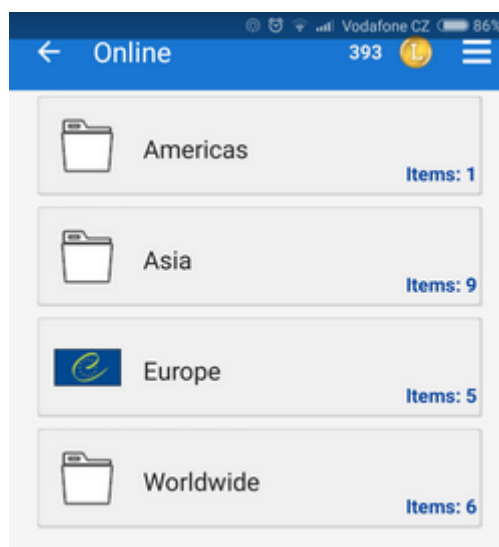 Vodafone CZ 86%
Online 393 L
Americas
Items: 1
Asia
Items: 9
Europe
Items: 5
Worldwide
Items: 6